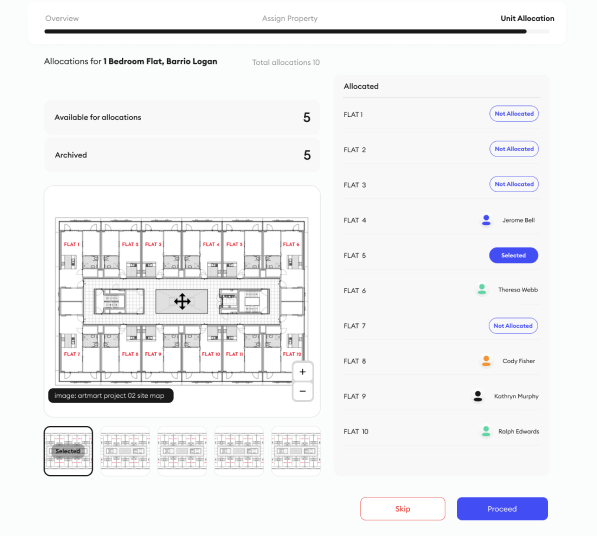 Overview
Assign Property
Unit Allocation
Allocations for 1 Bedroom Flat, Barrio Logan
Total allocations 10
Available for allocations
5
Archived
5
FLAT 1
FLAT 2
FLAT 3
FLAT 4
FLAT 5
FLAT 6
FLAT 7
FLAT 8
FLAT 9
FLAT 10
FLAT 11
FLAT 12
+
−
image: artmart project 02 site map
Selected
Allocated
FLAT 1
Not Allocated
FLAT 2
Not Allocated
FLAT 3
Not Allocated
FLAT 4
Jerome Bell
FLAT 5
Selected
FLAT 6
Theresa Webb
FLAT 7
Not Allocated
FLAT 8
Cody Fisher
FLAT 9
Kathryn Murphy
FLAT 10
Ralph Edwards
Skip
Proceed